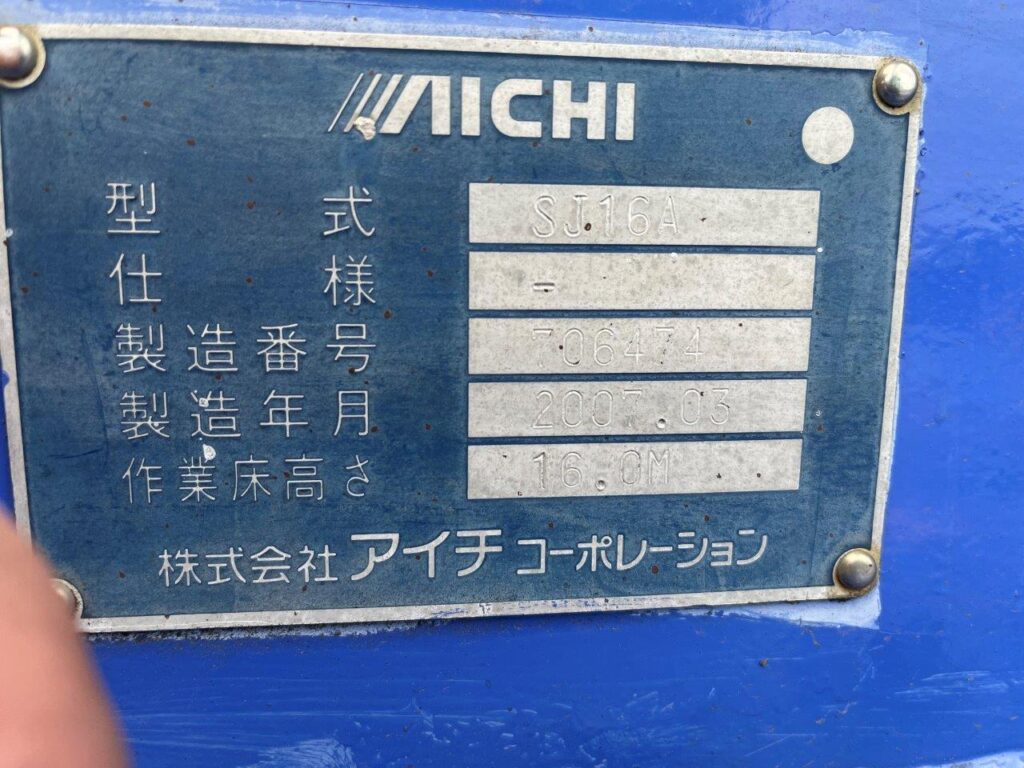 AICHI
型式 SJ16A
仕様 -
製造番号 706474
製造年月 2007.03
作業床高さ 16.0M
株式会社アイチコーポレーション